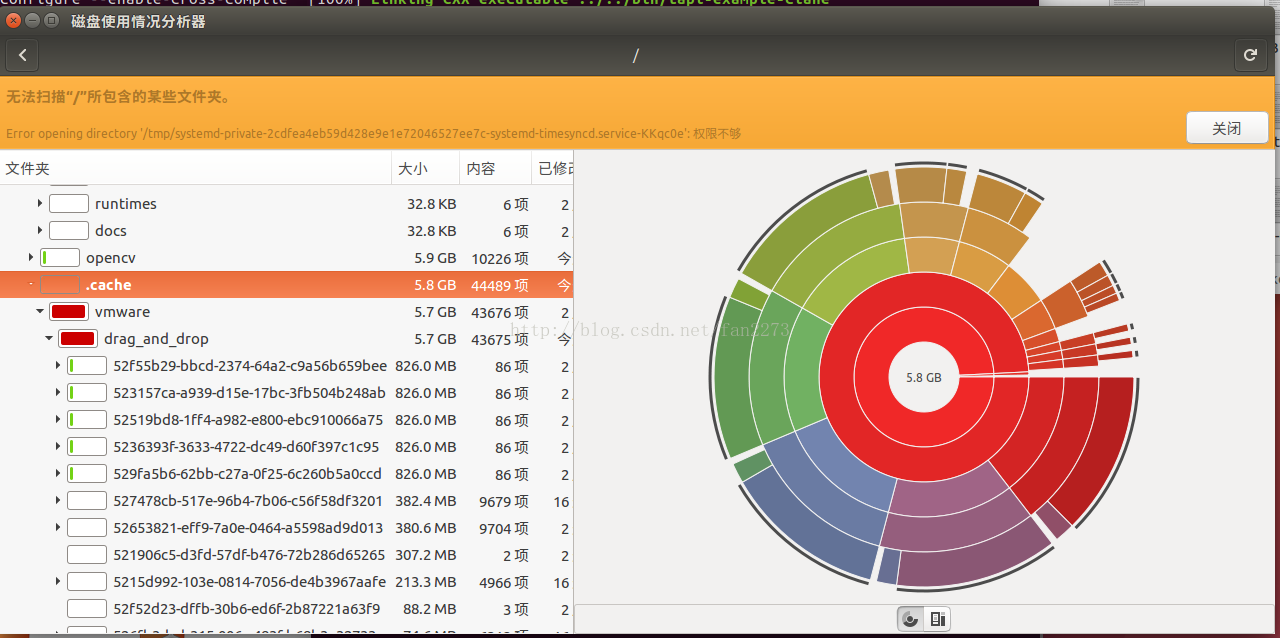 Linking CXX executable ../../bin/tapi-example-clane
磁盘使用情况分析器
/
无法扫描“/”所包含的某些文件夹。
Error opening directory '/tmp/systemd-private-2cdfea4eb59d428e9e1e72046527ee7c-systemd-timesyncd.service-KKqc0e': 权限不够
关闭
文件夹 大小 内容 已修改
runtimes 32.8 KB 6 项 2
docs 32.8 KB 6 项 2
opencv 5.9 GB 10226 项 今
.cache 5.8 GB 44489 项 今
vmware 5.7 GB 43676 项 2
drag_and_drop 5.7 GB 43675 项 今
52f55b29-bbcd-2374-64a2-c9a56b659bee 826.0 MB 86 项 2
523157ca-a939-d15e-17bc-3fb504b248ab 826.0 MB 86 项 2
52519bd8-1ff4-a982-e800-ebc910066a75 826.0 MB 86 项 2
5236393f-3633-4722-dc49-d60f397c1c95 826.0 MB 86 项 2
529fa5b6-62bb-c27a-0f25-6c260b5a0ccd 826.0 MB 86 项 2
527478cb-517e-96b4-7b06-c56f58df3201 382.4 MB 9679 项 16
52653821-eff9-7a0e-0464-a5598ad9d013 380.6 MB 9704 项 2
521906c5-d3fd-57df-b476-72b286d65265 307.2 MB 2 项 2
5215d992-103e-0814-7056-de4b3967aafe 213.3 MB 4966 项 16
52f52d23-dffb-30b6-ed6f-2b87221a63f9 88.2 MB 3 项 2
5.8 GB
http://blog.csdn.net/fan2273